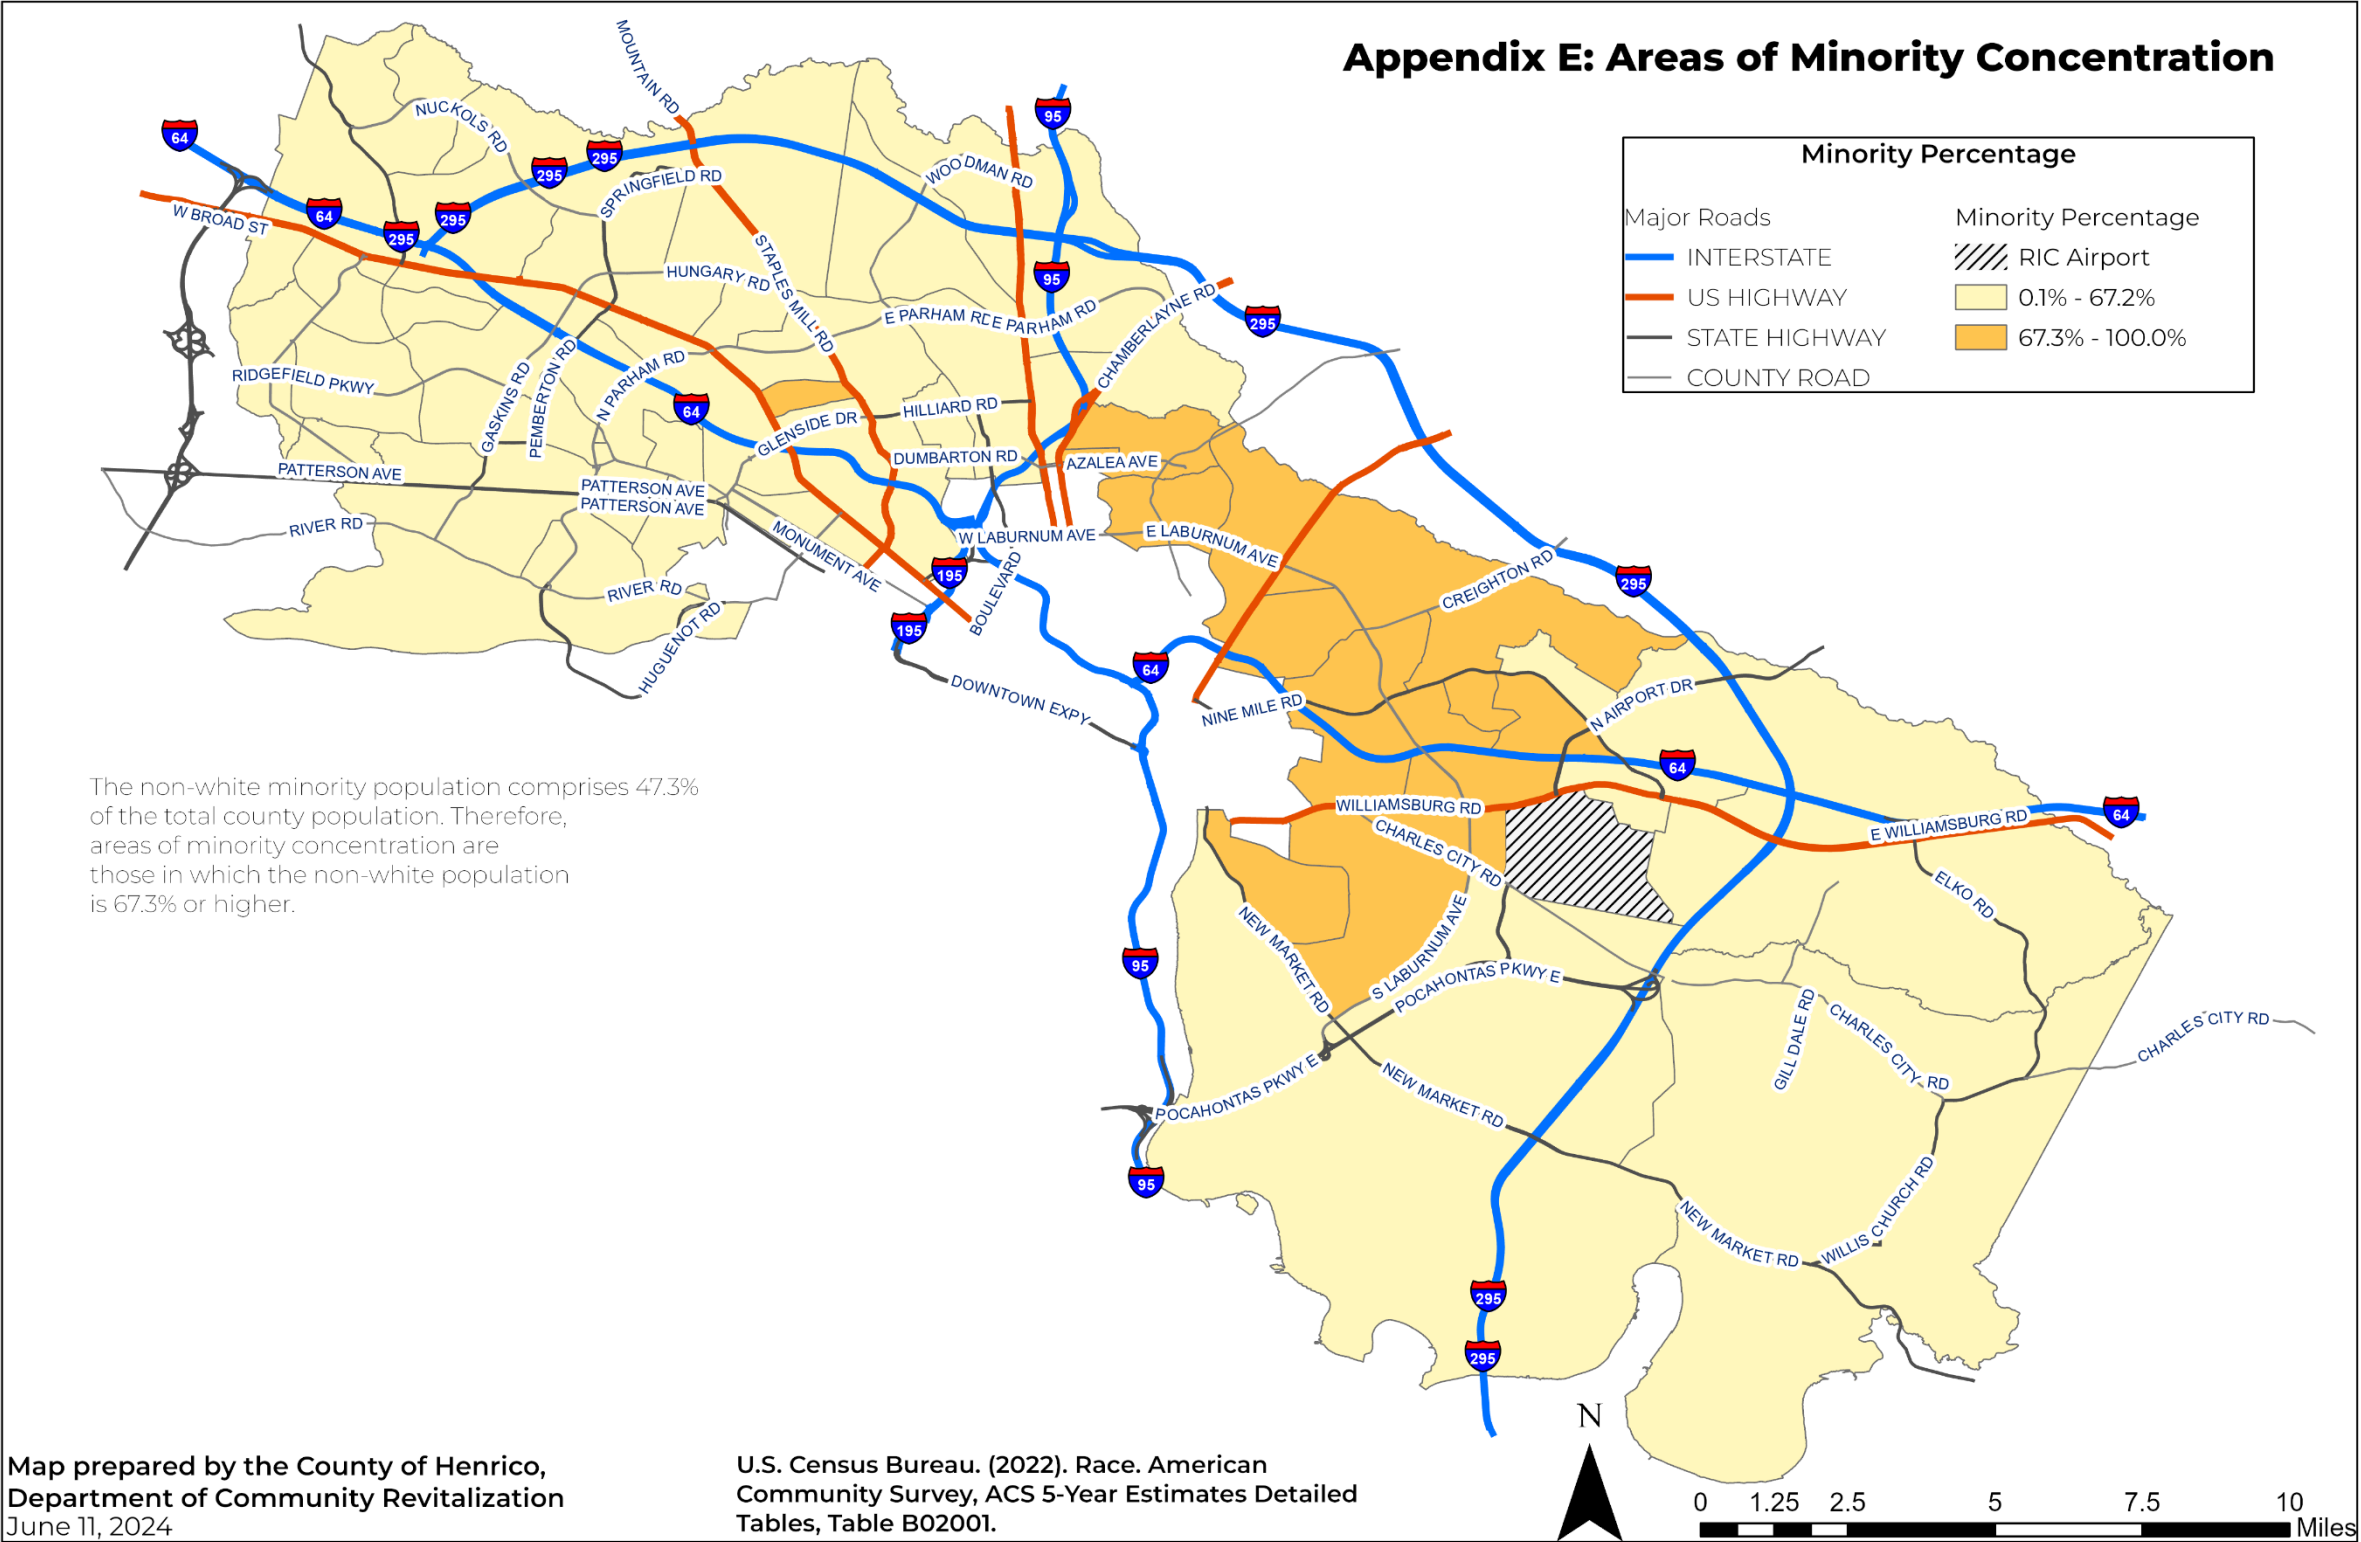 Appendix E: Areas of Minority Concentration
Minority Percentage
Major Roads
INTERSTATE
US HIGHWAY
STATE HIGHWAY
COUNTY ROAD
Minority Percentage
RIC Airport
0.1% - 67.2%
67.3% - 100.0%
MOUNTAIN RD
NUCKOLS RD
64
95
295
295
SPRINGFIELD RD
WOODMAN RD
W BROAD ST
64
295
295
STAPLES MILL RD
HUNGARY RD
95
E PARHAM RD
E PARHAM RD
CHAMBERLAYNE RD
295
RIDGEFIELD PKWY
GASKINS RD
PEMBERTON RD
N PARHAM RD
64
GLENSIDE DR
HILLIARD RD
DUMBARTON RD
AZALEA AVE
PATTERSON AVE
PATTERSON AVE
PATTERSON AVE
RIVER RD
MONUMENT AVE
W LABURNUM AVE
E LABURNUM AVE
195
BOULEVARD
CREIGHTON RD
295
RIVER RD
HUGUENOT RD
195
64
DOWNTOWN EXPY
NINE MILE RD
N AIRPORT DR
64
WILLIAMSBURG RD
CHARLES CITY RD
E WILLIAMSBURG RD
64
ELKO RD
NEW MARKET RD
S LABURNUM AVE
95
POCAHONTAS PKWY E
GILL DALE RD
CHARLES CITY RD
CHARLES CITY RD
POCAHONTAS PKWY E
NEW MARKET RD
95
WILLIS CHURCH RD
NEW MARKET RD
295
295
The non-white minority population comprises 47.3%
of the total county population. Therefore,
areas of minority concentration are
those in which the non-white population
is 67.3% or higher.
Map prepared by the County of Henrico,
Department of Community Revitalization
June 11, 2024
U.S. Census Bureau. (2022). Race. American
Community Survey, ACS 5-Year Estimates Detailed
Tables, Table B02001.
N
0 1.25 2.5 5 7.5 10
Miles